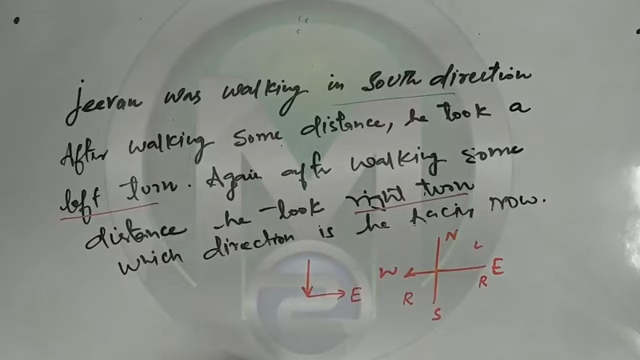 Jeevan was walking in South direction
After walking some distance, he took a
left turn. Again aftr walking some
distance he took right turn
which direction is he facing now.
N
L
W
E
E
R
R
S